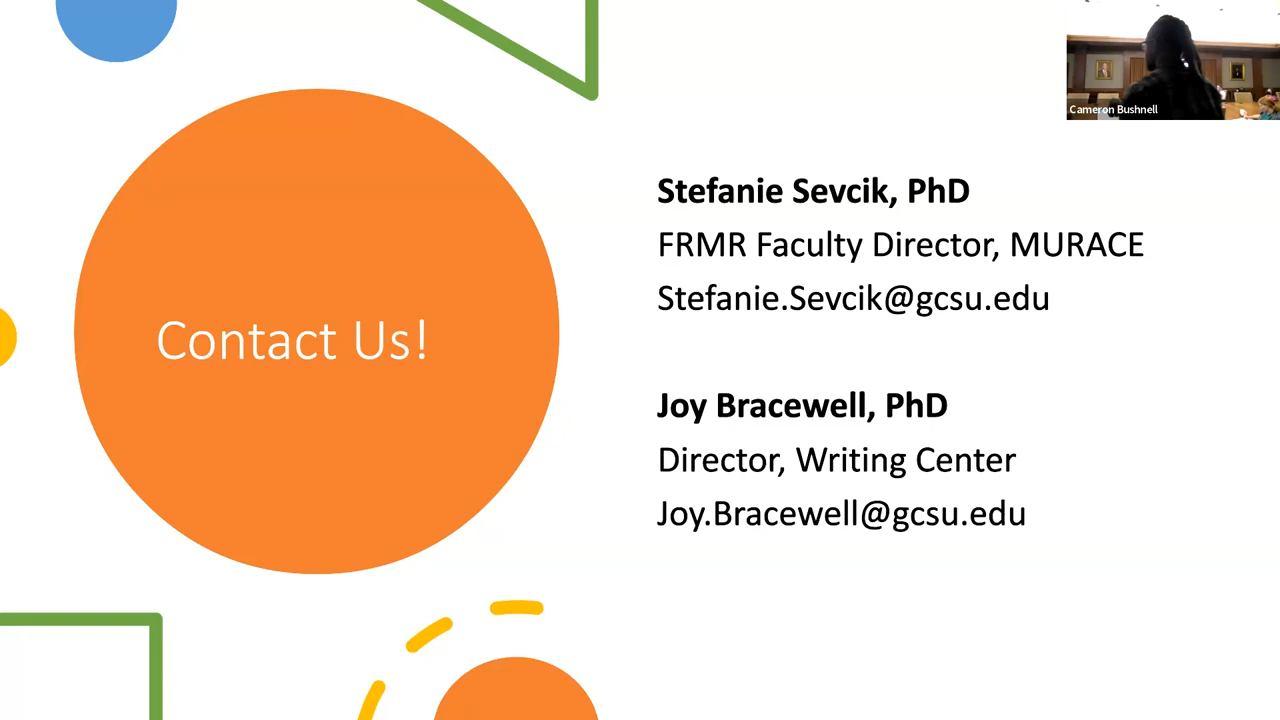 Cameron Bushnell
Contact Us!
Stefanie Sevcik, PhD
FRMR Faculty Director, MURACE
Stefanie.Sevcik@gcsu.edu
Joy Bracewell, PhD
Director, Writing Center
Joy.Bracewell@gcsu.edu